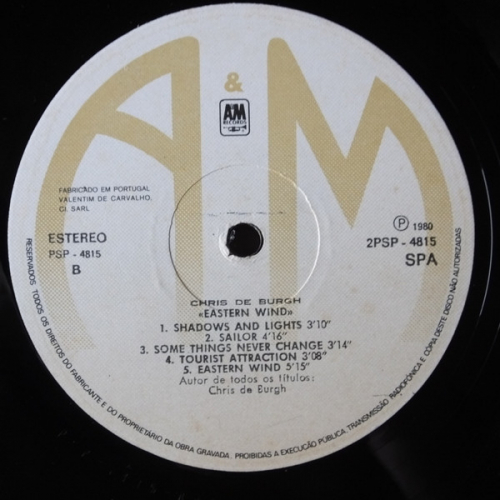 A&M
A&M
RECORDS
FABRICADO EM PORTUGAL
VALENTIM DE CARVALHO,
CI, SARL
ESTEREO
PSP - 4815
B
Ⓟ 1980
2PSP - 4815
SPA
CHRIS DE BURGH
«EASTERN WIND»
1. SHADOWS AND LIGHTS 3'10"
2. SAILOR 4'16"
3. SOME THINGS NEVER CHANGE 3'14"
4. TOURIST ATTRACTION 3'08"
5. EASTERN WIND 5'15"
Autor de todos os títulos:
Chris de Burgh
RESERVADOS TODOS OS DIREITOS DO FABRICANTE E DO PROPRIETÁRIO DA OBRA GRAVADA. PROIBIDAS A EXECUÇÃO PÚBLICA, TRANSMISSÃO RADIOFÓNICA E CÓPIA DESTE DISCO NÃO AUTORIZADAS